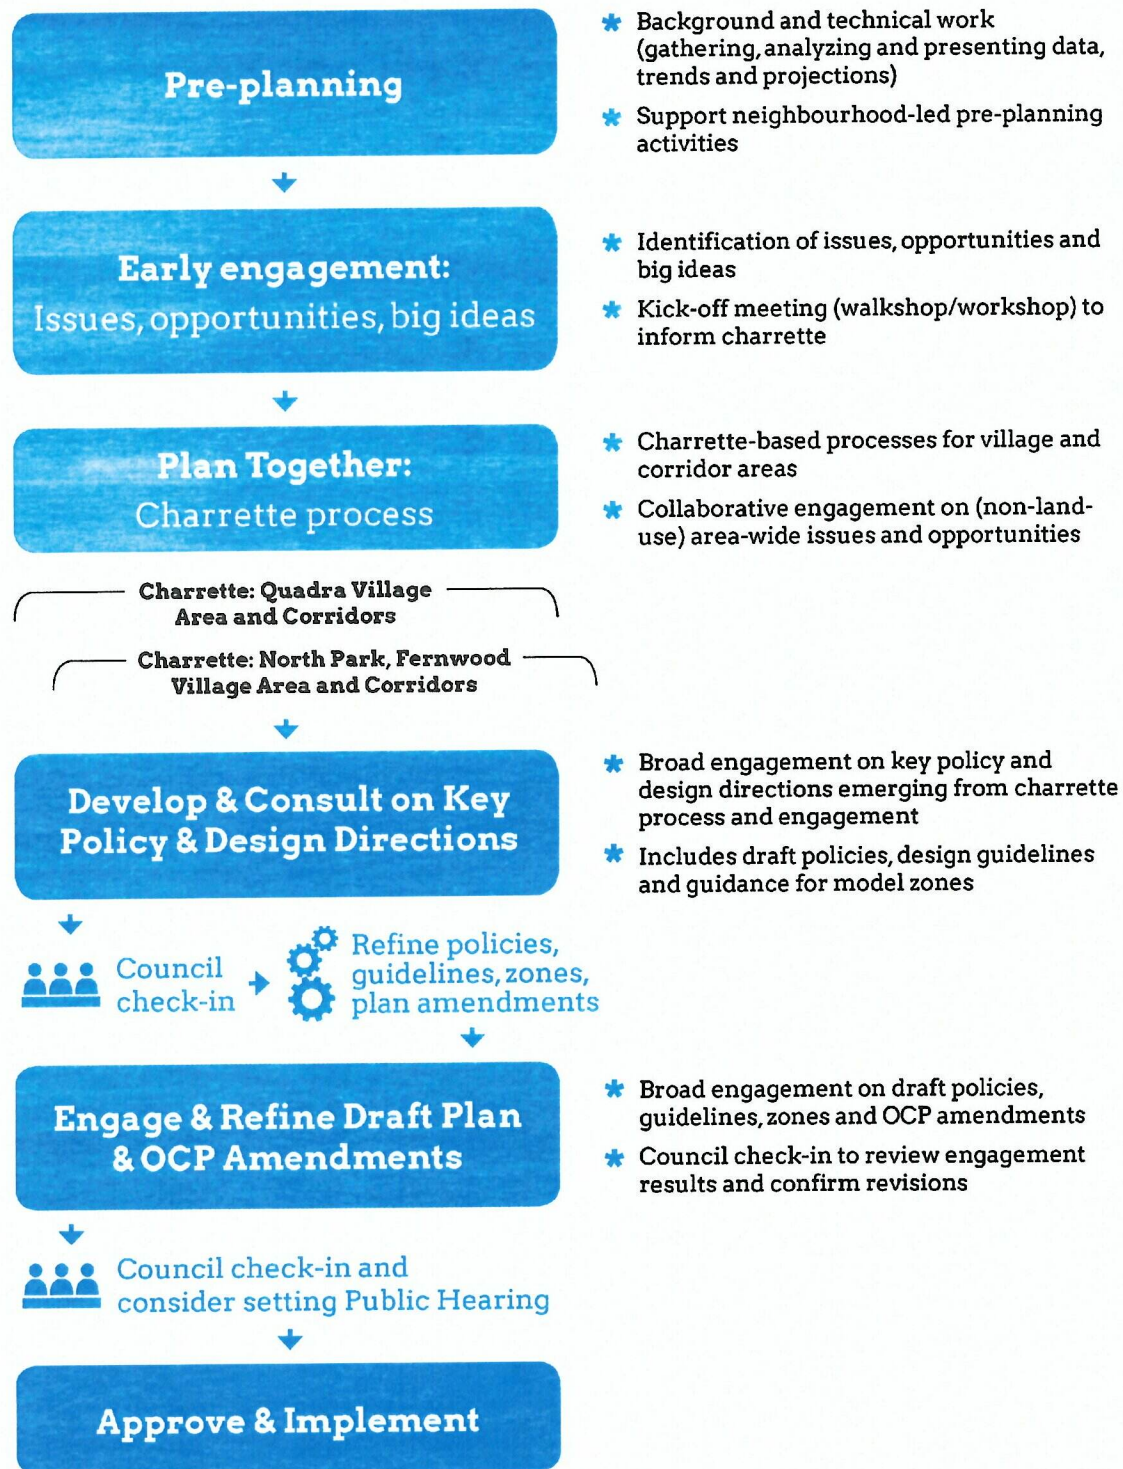 Pre-planning
* Background and technical work
(gathering, analyzing and presenting data,
trends and projections)
* Support neighbourhood-led pre-planning
activities
Early engagement:
Issues, opportunities, big ideas
* Identification of issues, opportunities and
big ideas
* Kick-off meeting (walkshop/workshop) to
inform charrette
Plan Together:
Charrette process
* Charrette-based processes for village and
corridor areas
* Collaborative engagement on (non-land-
use) area-wide issues and opportunities
Charrette: Quadra Village
Area and Corridors
Charrette: North Park, Fernwood
Village Area and Corridors
Develop & Consult on Key
Policy & Design Directions
* Broad engagement on key policy and
design directions emerging from charrette
process and engagement
* Includes draft policies, design guidelines
and guidance for model zones
Council
check-in
Refine policies,
guidelines, zones,
plan amendments
Engage & Refine Draft Plan
& OCP Amendments
* Broad engagement on draft policies,
guidelines, zones and OCP amendments
* Council check-in to review engagement
results and confirm revisions
Council check-in and
consider setting Public Hearing
Approve & Implement